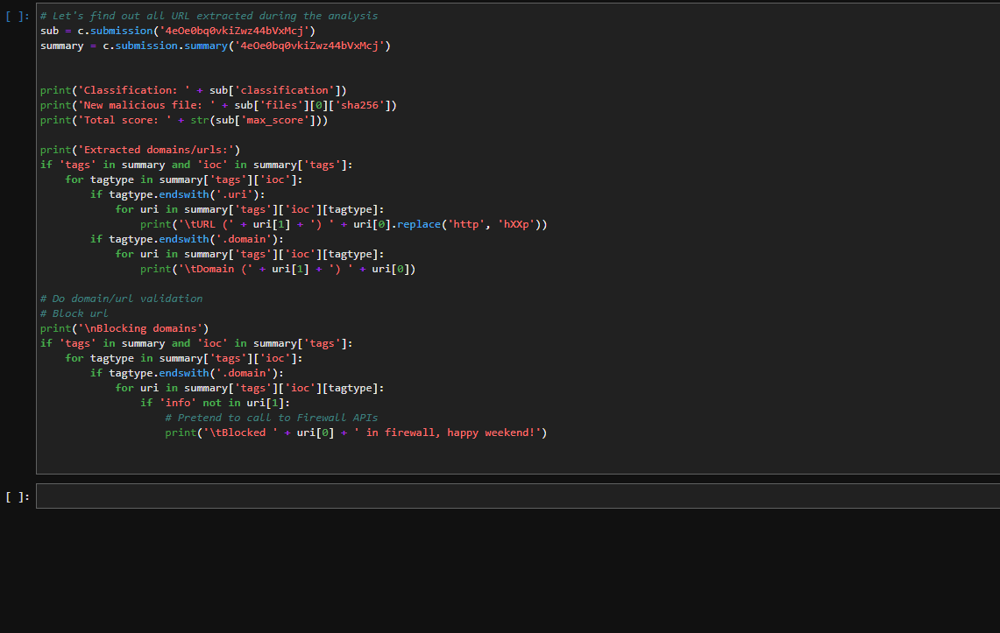 [ ]: # Let's find out all URL extracted during the analysis
sub = c.submission('4eOe0bq0vkiZwz44bVxMcj')
summary = c.submission.summary('4eOe0bq0vkiZwz44bVxMcj')
print('Classification: ' + sub['classification'])
print('New malicious file: ' + sub['files'][0]['sha256'])
print('Total score: ' + str(sub['max_score']))
print('Extracted domains/urls:')
if 'tags' in summary and 'ioc' in summary['tags']:
    for tagtype in summary['tags']['ioc']:
        if tagtype.endswith('.uri'):
            for uri in summary['tags']['ioc'][tagtype]:
                print('\tURL (' + uri[1] + ') ' + uri[0].replace('http', 'hXXp'))
        if tagtype.endswith('.domain'):
            for uri in summary['tags']['ioc'][tagtype]:
                print('\tDomain (' + uri[1] + ') ' + uri[0])
# Do domain/url validation
# Block url
print('\nBlocking domains')
if 'tags' in summary and 'ioc' in summary['tags']:
    for tagtype in summary['tags']['ioc']:
        if tagtype.endswith('.domain'):
            for uri in summary['tags']['ioc'][tagtype]:
                if 'info' not in uri[1]:
                    # Pretend to call to Firewall APIs
                    print('\tBlocked ' + uri[0] + ' in firewall, happy weekend!')
[ ]: